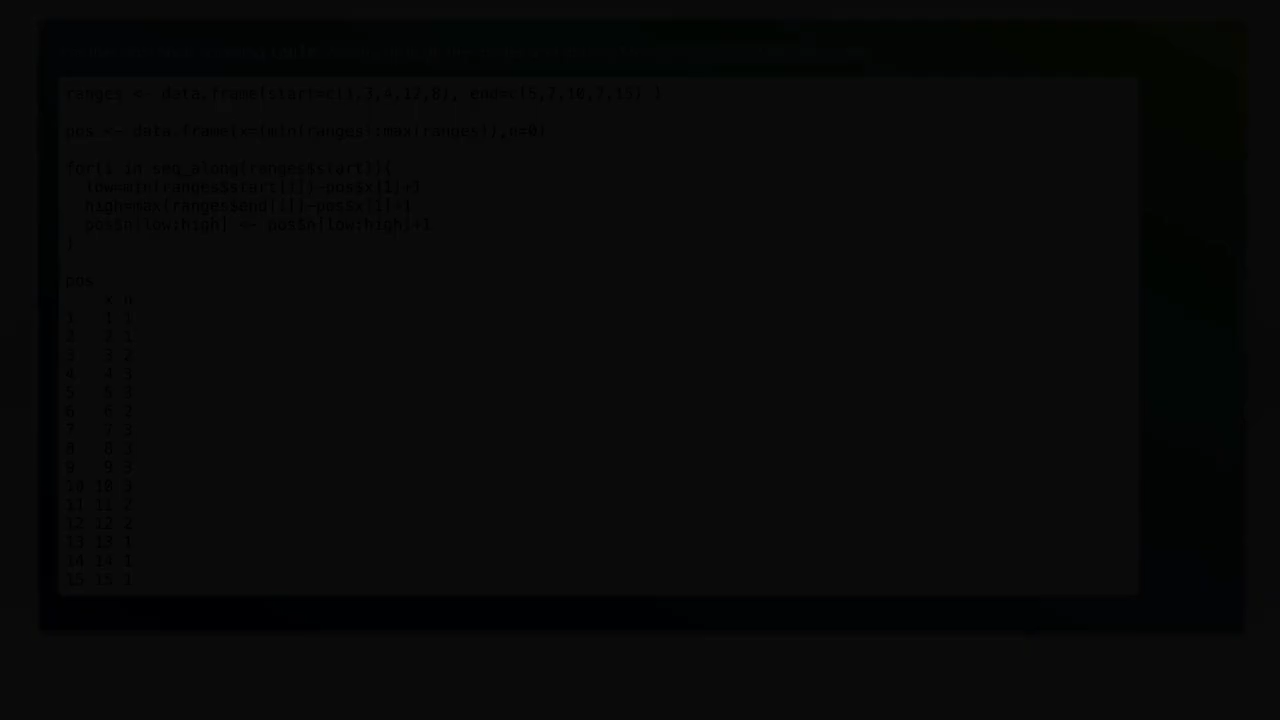 ranges <- data.frame(start=c(1,3,4,12,8), end=c(5,7,10,7,15) )
pos <- data.frame(x=(min(ranges):max(ranges)),n=0)
for(i in seq_along(ranges$start)){
  low=min(ranges$start[i])-pos$x[1]+1
  high=max(ranges$end[i])-pos$x[1]+1
  pos$n[low:high] <- pos$n[low:high]+1
}
pos
    x n
1   1 1
2   2 1
3   3 2
4   4 3
5   5 3
6   6 2
7   7 3
8   8 3
9   9 3
10 10 3
11 11 2
12 12 2
13 13 1
14 14 1
15 15 1